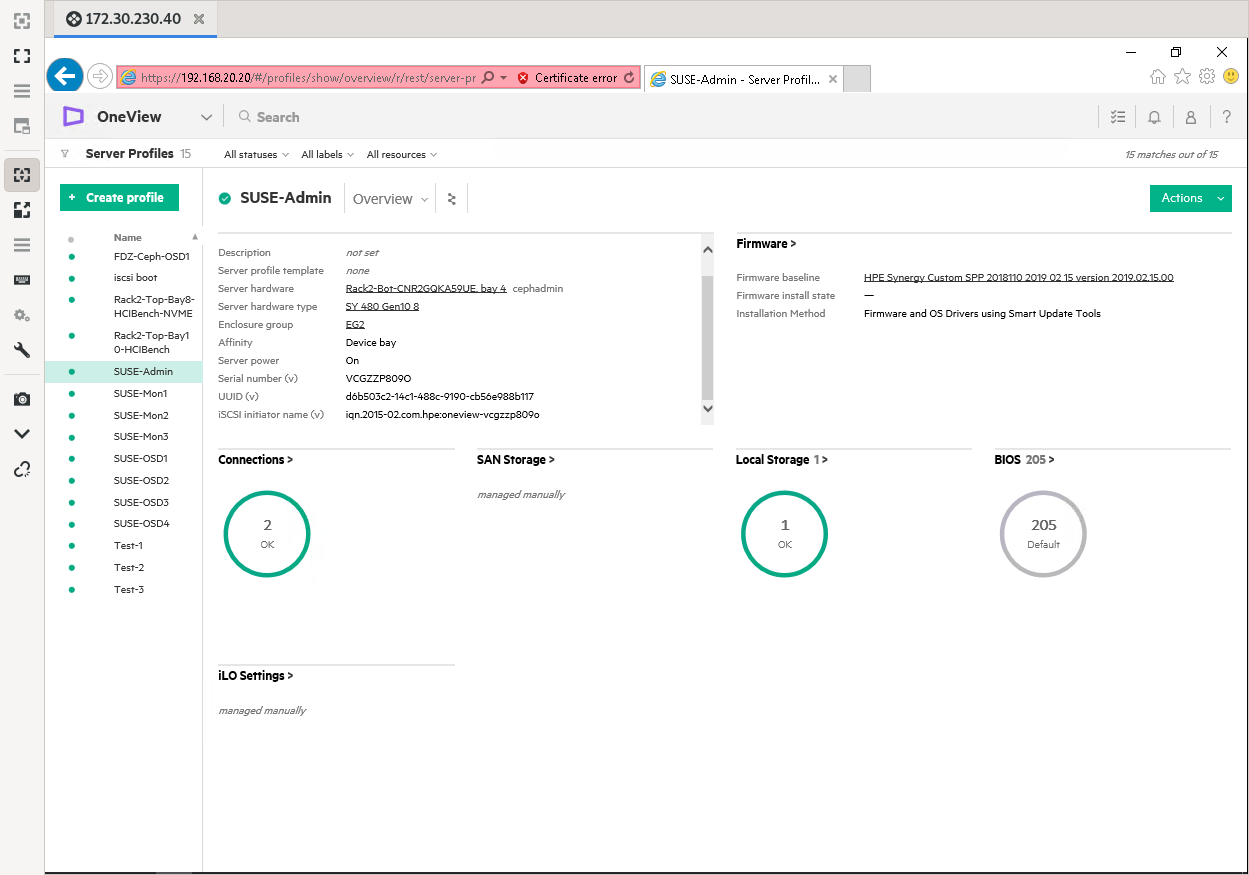 172.30.230.40
https://192.168.20.20/#/profiles/show/overview/r/rest/server-pr Certificate error
SUSE-Admin - Server Profil...
OneView Search ?
Server Profiles 15 All statuses All labels All resources 15 matches out of 15
+ Create profile
SUSE-Admin Overview Actions
Name
FDZ-Ceph-OSD1
iscsi boot
Rack2-Top-Bay8-
HCIBench-NVME
Rack2-Top-Bay1
0-HCIBench
SUSE-Admin
SUSE-Mon1
SUSE-Mon2
SUSE-Mon3
SUSE-OSD1
SUSE-OSD2
SUSE-OSD3
SUSE-OSD4
Test-1
Test-2
Test-3
Description not set
Server profile template none
Server hardware Rack2-Bot-CNR2GQKA59UE, bay 4 cephadmin
Server hardware type SY 480 Gen10 8
Enclosure group EG2
Affinity Device bay
Server power On
Serial number (v) VCGZZP809O
UUID (v) d6b503c2-14c1-488c-9190-cb56e988b117
iSCSI initiator name (v) iqn.2015-02.com.hpe:oneview-vcgzzp809o
Firmware >
Firmware baseline HPE Synergy Custom SPP 2018110 2019 02 15 version 2019.02.15.00
Firmware install state —
Installation Method Firmware and OS Drivers using Smart Update Tools
Connections >
2
OK
SAN Storage >
managed manually
Local Storage 1 >
1
OK
BIOS 205 >
205
Default
iLO Settings >
managed manually